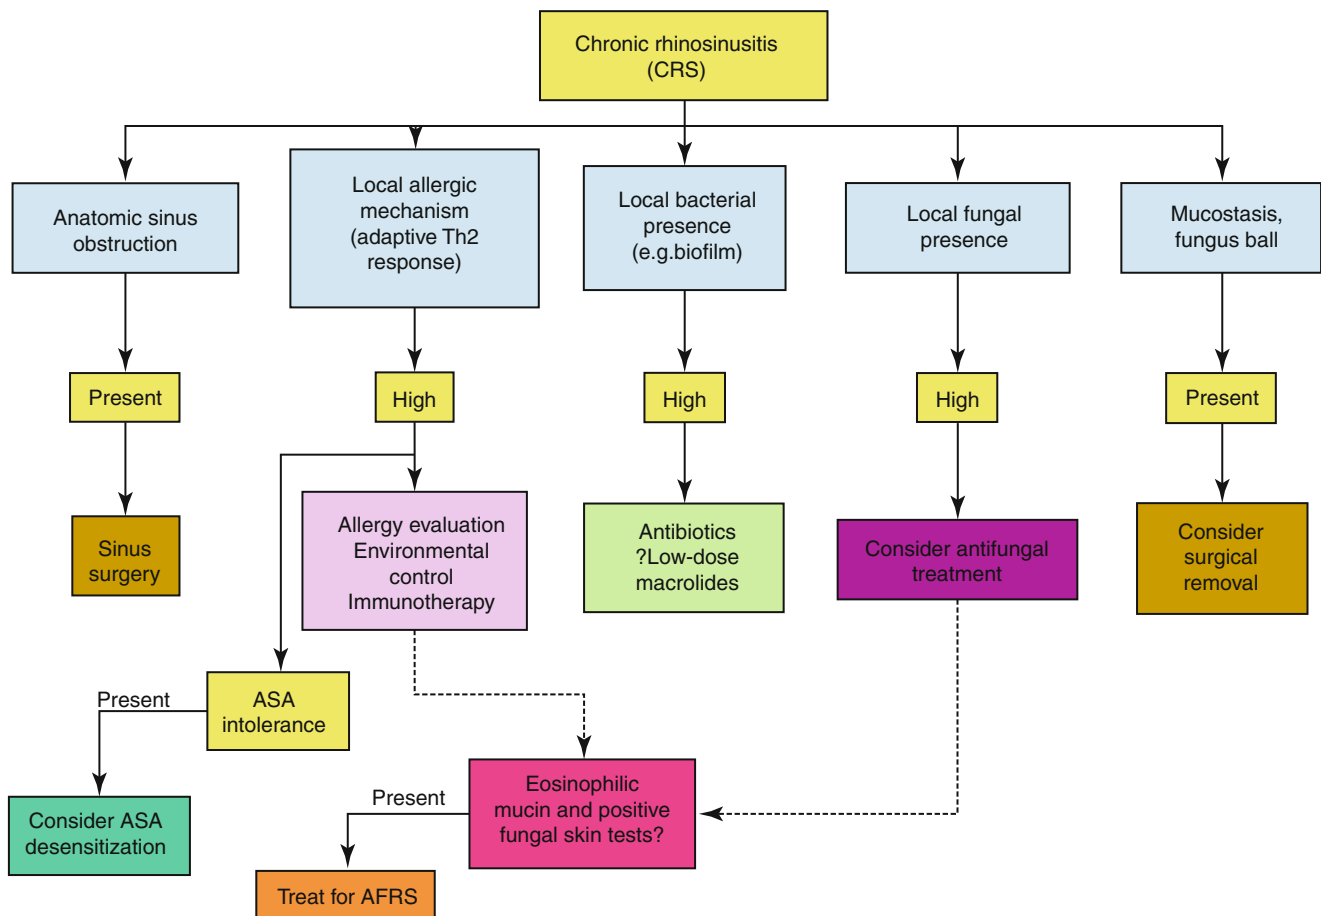 Chronic rhinosinusitis
(CRS)
Anatomic sinus
obstruction
Local allergic
mechanism
(adaptive Th2
response)
Local bacterial
presence
(e.g.biofilm)
Local fungal
presence
Mucostasis,
fungus ball
Present
High
High
High
Present
Sinus
surgery
Allergy evaluation
Environmental
control
Immunotherapy
Antibiotics
?Low-dose
macrolides
Consider antifungal
treatment
Consider
surgical
removal
ASA
intolerance
Present
Consider ASA
desensitization
Eosinophilic
mucin and positive
fungal skin tests?
Present
Treat for AFRS